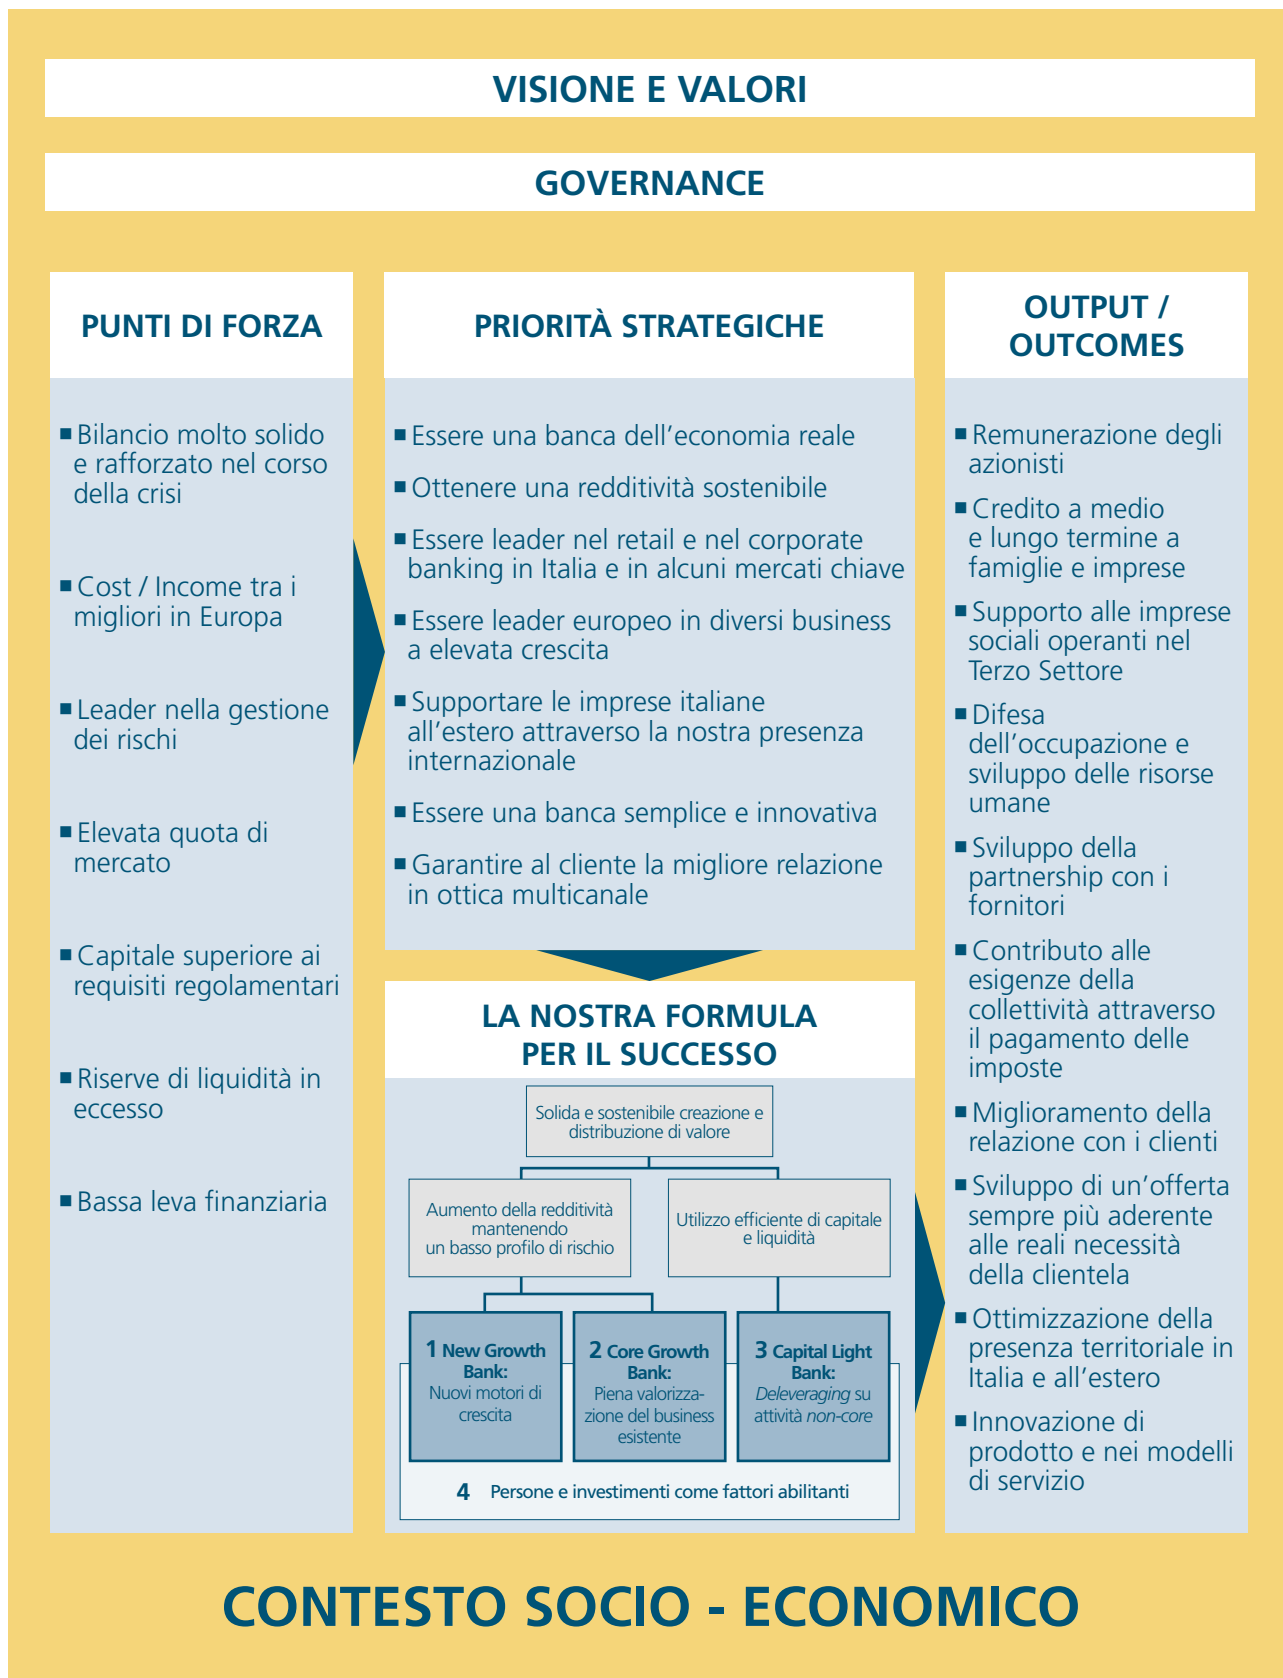 VISIONE E VALORI
GOVERNANCE
PUNTI DI FORZA
■ Bilancio molto solido
e rafforzato nel corso
della crisi
■ Cost / Income tra i
migliori in Europa
■ Leader nella gestione
dei rischi
■ Elevata quota di
mercato
■ Capitale superiore ai
requisiti regolamentari
■ Riserve di liquidità in
eccesso
■ Bassa leva finanziaria
PRIORITÀ STRATEGICHE
■ Essere una banca dell’economia reale
■ Ottenere una redditività sostenibile
■ Essere leader nel retail e nel corporate
banking in Italia e in alcuni mercati chiave
■ Essere leader europeo in diversi business
a elevata crescita
■ Supportare le imprese italiane
all’estero attraverso la nostra presenza
internazionale
■ Essere una banca semplice e innovativa
■ Garantire al cliente la migliore relazione
in ottica multicanale
LA NOSTRA FORMULA
PER IL SUCCESSO
Solida e sostenibile creazione e
distribuzione di valore
Aumento della redditività
mantenendo
un basso profilo di rischio
Utilizzo efficiente di capitale
e liquidità
1 New Growth
Bank:
Nuovi motori di
crescita
2 Core Growth
Bank:
Piena valorizza-
zione del business
esistente
3 Capital Light
Bank:
Deleveraging su
attività non-core
4 Persone e investimenti come fattori abilitanti
OUTPUT /
OUTCOMES
■ Remunerazione degli
azionisti
■ Credito a medio
e lungo termine a
famiglie e imprese
■ Supporto alle imprese
sociali operanti nel
Terzo Settore
■ Difesa
dell’occupazione e
sviluppo delle risorse
umane
■ Sviluppo della
partnership con i
fornitori
■ Contributo alle
esigenze della
collettività attraverso
il pagamento delle
imposte
■ Miglioramento della
relazione con i clienti
■ Sviluppo di un’offerta
sempre più aderente
alle reali necessità
della clientela
■ Ottimizzazione della
presenza territoriale in
Italia e all’estero
■ Innovazione di
prodotto e nei modelli
di servizio
CONTESTO SOCIO - ECONOMICO